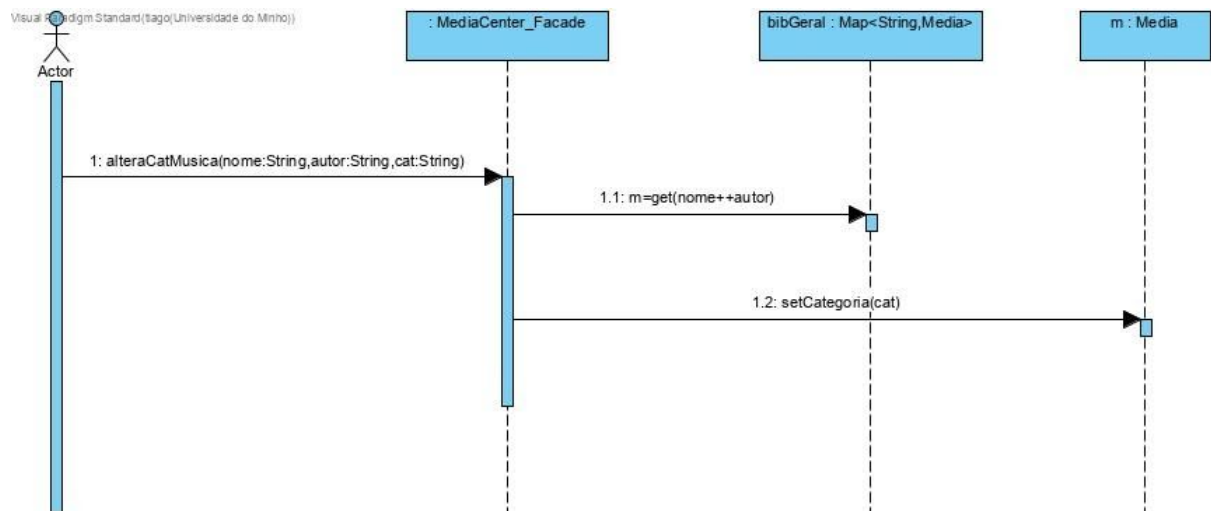 Visual Paradigm Standard(tiago(Universidade do Minho))
Actor
: MediaCenter_Facade
bibGeral : Map<String,Media>
m : Media
1: alteraCatMusica(nome:String,autor:String,cat:String)
1.1: m=get(nome++autor)
1.2: setCategoria(cat)